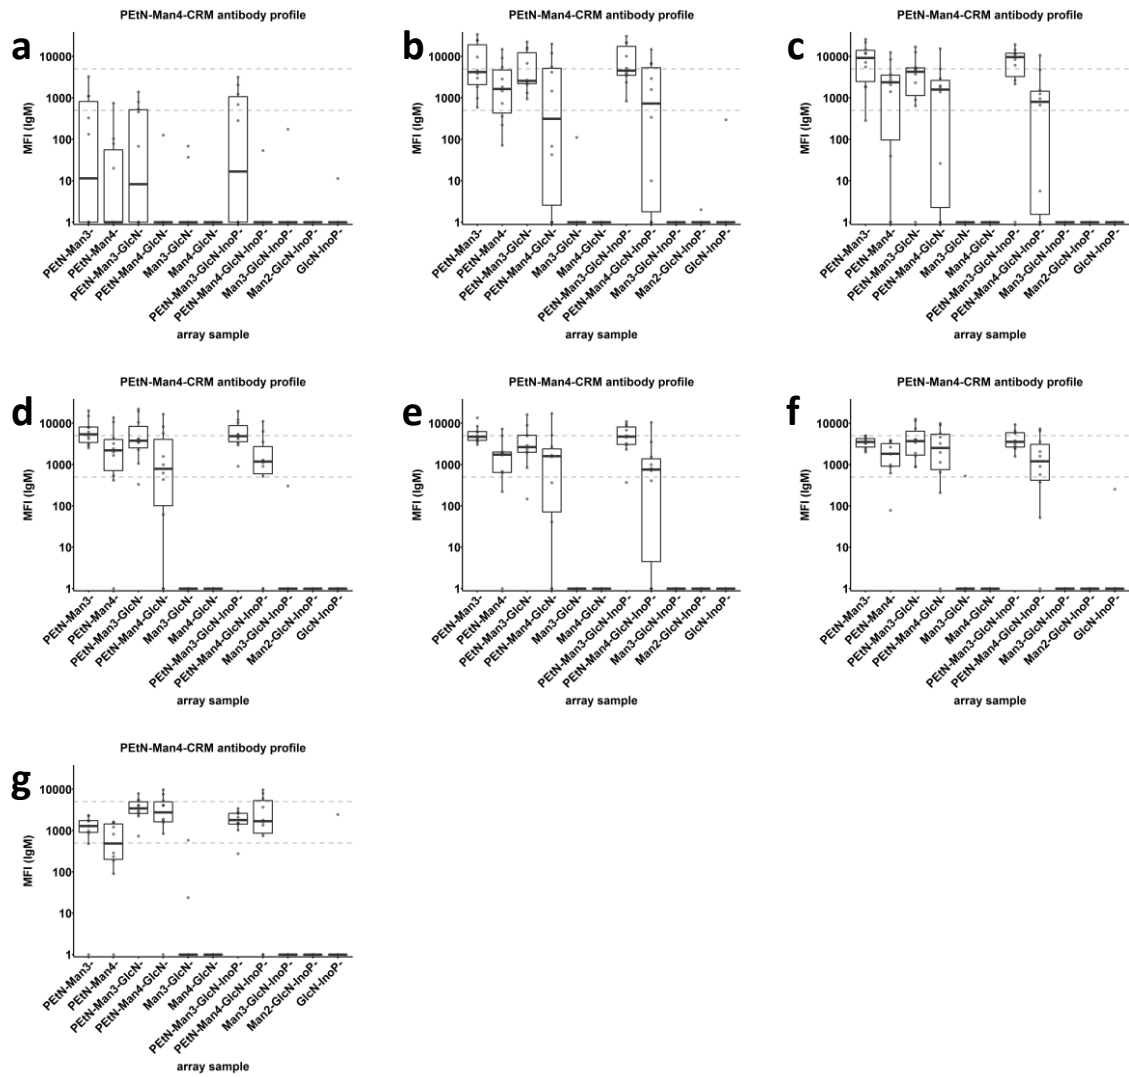 PEtN-Man4-CRM antibody profile
a
10000
1000
100
10
1
MFI (IgM)
PEtN-Man3-
PEtN-Man4-
PEtN-Man3-GlcN-
PEtN-Man4-GlcN-
Man3-GlcN-
Man4-GlcN-
PEtN-Man3-GlcN-InoP-
PEtN-Man4-GlcN-InoP-
Man3-GlcN-InoP-
Man2-GlcN-InoP-
GlcN-InoP-
array sample
PEtN-Man4-CRM antibody profile
b
10000
1000
100
10
1
MFI (IgM)
PEtN-Man3-
PEtN-Man4-
PEtN-Man3-GlcN-
PEtN-Man4-GlcN-
Man3-GlcN-
Man4-GlcN-
PEtN-Man3-GlcN-InoP-
PEtN-Man4-GlcN-InoP-
Man3-GlcN-InoP-
Man2-GlcN-InoP-
GlcN-InoP-
array sample
PEtN-Man4-CRM antibody profile
c
10000
1000
100
10
1
MFI (IgM)
PEtN-Man3-
PEtN-Man4-
PEtN-Man3-GlcN-
PEtN-Man4-GlcN-
Man3-GlcN-
Man4-GlcN-
PEtN-Man3-GlcN-InoP-
PEtN-Man4-GlcN-InoP-
Man3-GlcN-InoP-
Man2-GlcN-InoP-
GlcN-InoP-
array sample
PEtN-Man4-CRM antibody profile
d
10000
1000
100
10
1
MFI (IgM)
PEtN-Man3-
PEtN-Man4-
PEtN-Man3-GlcN-
PEtN-Man4-GlcN-
Man3-GlcN-
Man4-GlcN-
PEtN-Man3-GlcN-InoP-
PEtN-Man4-GlcN-InoP-
Man3-GlcN-InoP-
Man2-GlcN-InoP-
GlcN-InoP-
array sample
PEtN-Man4-CRM antibody profile
e
10000
1000
100
10
1
MFI (IgM)
PEtN-Man3-
PEtN-Man4-
PEtN-Man3-GlcN-
PEtN-Man4-GlcN-
Man3-GlcN-
Man4-GlcN-
PEtN-Man3-GlcN-InoP-
PEtN-Man4-GlcN-InoP-
Man3-GlcN-InoP-
Man2-GlcN-InoP-
GlcN-InoP-
array sample
PEtN-Man4-CRM antibody profile
f
10000
1000
100
10
1
MFI (IgM)
PEtN-Man3-
PEtN-Man4-
PEtN-Man3-GlcN-
PEtN-Man4-GlcN-
Man3-GlcN-
Man4-GlcN-
PEtN-Man3-GlcN-InoP-
PEtN-Man4-GlcN-InoP-
Man3-GlcN-InoP-
Man2-GlcN-InoP-
GlcN-InoP-
array sample
PEtN-Man4-CRM antibody profile
g
10000
1000
100
10
1
MFI (IgM)
PEtN-Man3-
PEtN-Man4-
PEtN-Man3-GlcN-
PEtN-Man4-GlcN-
Man3-GlcN-
Man4-GlcN-
PEtN-Man3-GlcN-InoP-
PEtN-Man4-GlcN-InoP-
Man3-GlcN-InoP-
Man2-GlcN-InoP-
GlcN-InoP-
array sample